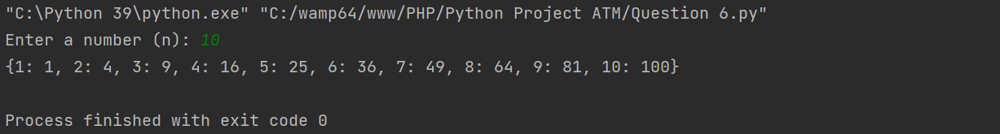 "C:\Python 39\python.exe" "C:/wamp64/www/PHP/Python Project ATM/Question 6.py"
Enter a number (n): 10
{1: 1, 2: 4, 3: 9, 4: 16, 5: 25, 6: 36, 7: 49, 8: 64, 9: 81, 10: 100}
Process finished with exit code 0